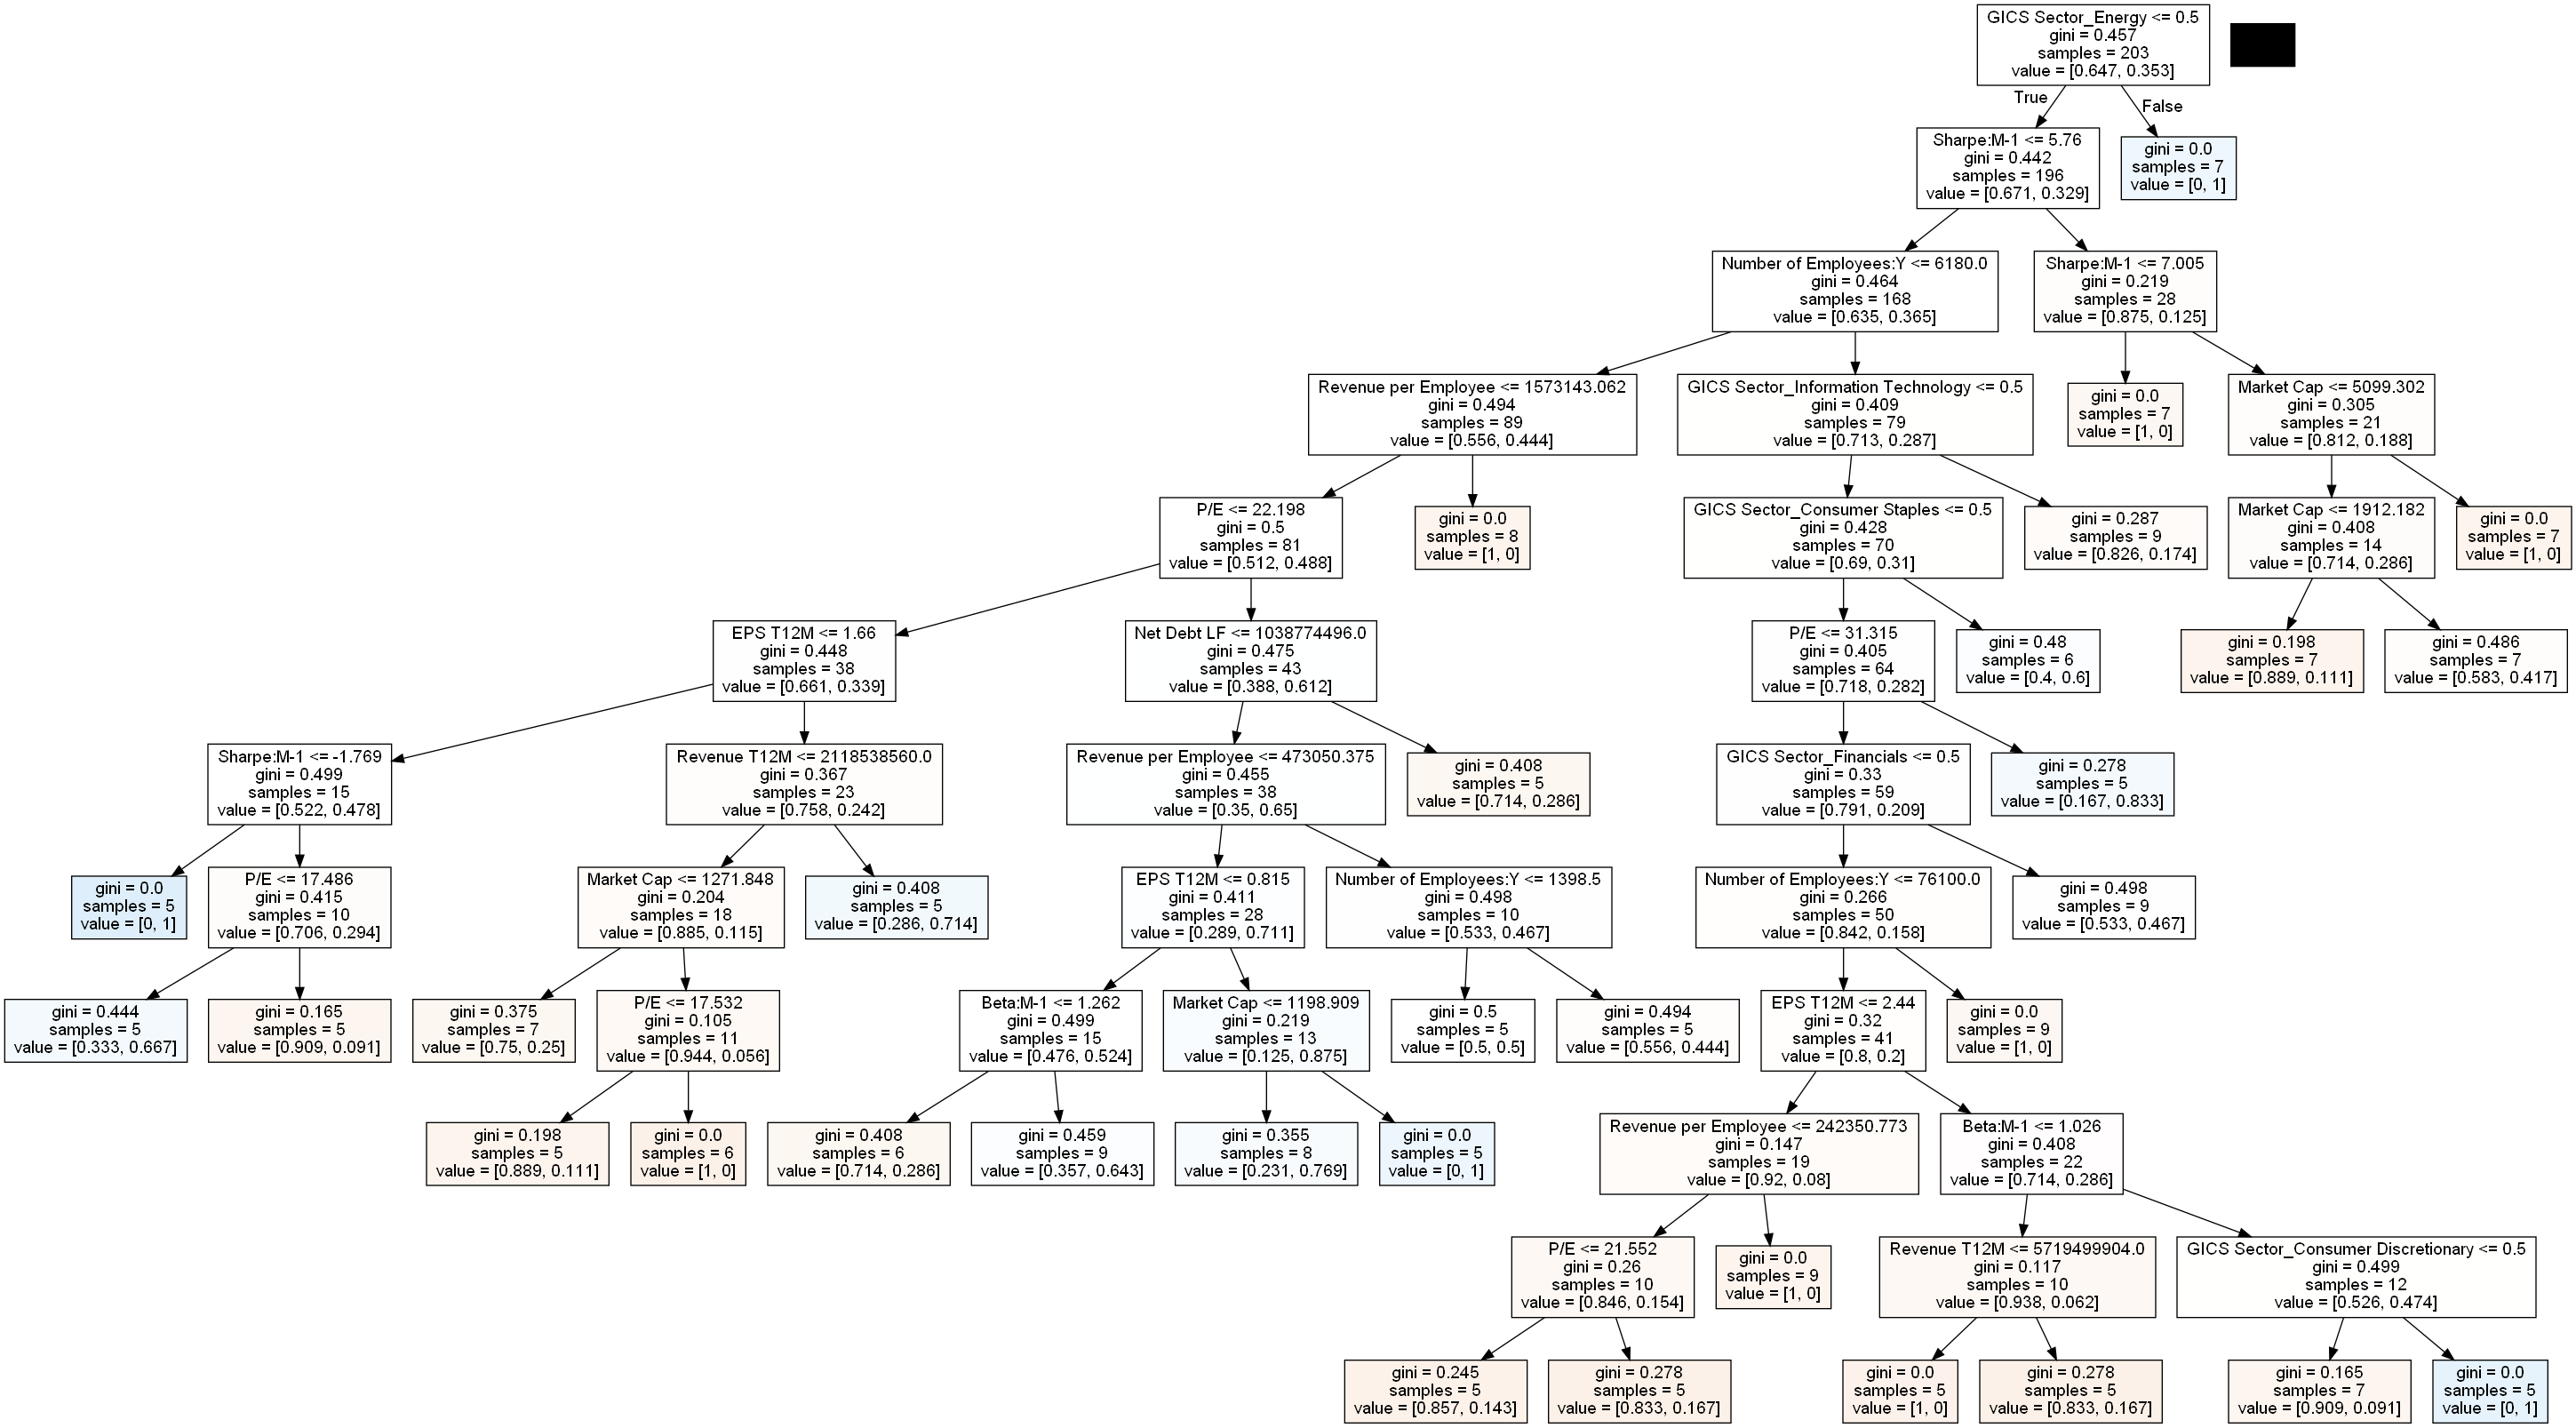 GICS Sector_Energy <= 0.5
gini = 0.457
samples = 203
value = [0.647, 0.353]
True
False
Sharpe:M-1 <= 5.76
gini = 0.442
samples = 196
value = [0.671, 0.329]
gini = 0.0
samples = 7
value = [0, 1]
Number of Employees:Y <= 6180.0
gini = 0.464
samples = 168
value = [0.635, 0.365]
Sharpe:M-1 <= 7.005
gini = 0.219
samples = 28
value = [0.875, 0.125]
Revenue per Employee <= 1573143.062
gini = 0.494
samples = 89
value = [0.556, 0.444]
GICS Sector_Information Technology <= 0.5
gini = 0.409
samples = 79
value = [0.713, 0.287]
gini = 0.0
samples = 7
value = [1, 0]
Market Cap <= 5099.302
gini = 0.305
samples = 21
value = [0.812, 0.188]
P/E <= 22.198
gini = 0.5
samples = 81
value = [0.512, 0.488]
gini = 0.0
samples = 8
value = [1, 0]
GICS Sector_Consumer Staples <= 0.5
gini = 0.428
samples = 70
value = [0.69, 0.31]
gini = 0.287
samples = 9
value = [0.826, 0.174]
Market Cap <= 1912.182
gini = 0.408
samples = 14
value = [0.714, 0.286]
gini = 0.0
samples = 7
value = [1, 0]
EPS T12M <= 1.66
gini = 0.448
samples = 38
value = [0.661, 0.339]
Net Debt LF <= 1038774496.0
gini = 0.475
samples = 43
value = [0.388, 0.612]
P/E <= 31.315
gini = 0.405
samples = 64
value = [0.718, 0.282]
gini = 0.48
samples = 6
value = [0.4, 0.6]
gini = 0.198
samples = 7
value = [0.889, 0.111]
gini = 0.486
samples = 7
value = [0.583, 0.417]
Sharpe:M-1 <= -1.769
gini = 0.499
samples = 15
value = [0.522, 0.478]
Revenue T12M <= 2118538560.0
gini = 0.367
samples = 23
value = [0.758, 0.242]
Revenue per Employee <= 473050.375
gini = 0.455
samples = 38
value = [0.35, 0.65]
gini = 0.408
samples = 5
value = [0.714, 0.286]
GICS Sector_Financials <= 0.5
gini = 0.33
samples = 59
value = [0.791, 0.209]
gini = 0.278
samples = 5
value = [0.167, 0.833]
gini = 0.0
samples = 5
value = [0, 1]
P/E <= 17.486
gini = 0.415
samples = 10
value = [0.706, 0.294]
Market Cap <= 1271.848
gini = 0.204
samples = 18
value = [0.885, 0.115]
gini = 0.408
samples = 5
value = [0.286, 0.714]
EPS T12M <= 0.815
gini = 0.411
samples = 28
value = [0.289, 0.711]
Number of Employees:Y <= 1398.5
gini = 0.498
samples = 10
value = [0.533, 0.467]
Number of Employees:Y <= 76100.0
gini = 0.266
samples = 50
value = [0.842, 0.158]
gini = 0.498
samples = 9
value = [0.533, 0.467]
gini = 0.444
samples = 5
value = [0.333, 0.667]
gini = 0.165
samples = 5
value = [0.909, 0.091]
gini = 0.375
samples = 7
value = [0.75, 0.25]
P/E <= 17.532
gini = 0.105
samples = 11
value = [0.944, 0.056]
Beta:M-1 <= 1.262
gini = 0.499
samples = 15
value = [0.476, 0.524]
Market Cap <= 1198.909
gini = 0.219
samples = 13
value = [0.125, 0.875]
gini = 0.5
samples = 5
value = [0.5, 0.5]
gini = 0.494
samples = 5
value = [0.556, 0.444]
EPS T12M <= 2.44
gini = 0.32
samples = 41
value = [0.8, 0.2]
gini = 0.0
samples = 9
value = [1, 0]
gini = 0.198
samples = 5
value = [0.889, 0.111]
gini = 0.0
samples = 6
value = [1, 0]
gini = 0.408
samples = 6
value = [0.714, 0.286]
gini = 0.459
samples = 9
value = [0.357, 0.643]
gini = 0.355
samples = 8
value = [0.231, 0.769]
gini = 0.0
samples = 5
value = [0, 1]
Revenue per Employee <= 242350.773
gini = 0.147
samples = 19
value = [0.92, 0.08]
Beta:M-1 <= 1.026
gini = 0.408
samples = 22
value = [0.714, 0.286]
P/E <= 21.552
gini = 0.26
samples = 10
value = [0.846, 0.154]
gini = 0.0
samples = 9
value = [1, 0]
Revenue T12M <= 5719499904.0
gini = 0.117
samples = 10
value = [0.938, 0.062]
GICS Sector_Consumer Discretionary <= 0.5
gini = 0.499
samples = 12
value = [0.526, 0.474]
gini = 0.245
samples = 5
value = [0.857, 0.143]
gini = 0.278
samples = 5
value = [0.833, 0.167]
gini = 0.0
samples = 5
value = [1, 0]
gini = 0.278
samples = 5
value = [0.833, 0.167]
gini = 0.165
samples = 7
value = [0.909, 0.091]
gini = 0.0
samples = 5
value = [0, 1]